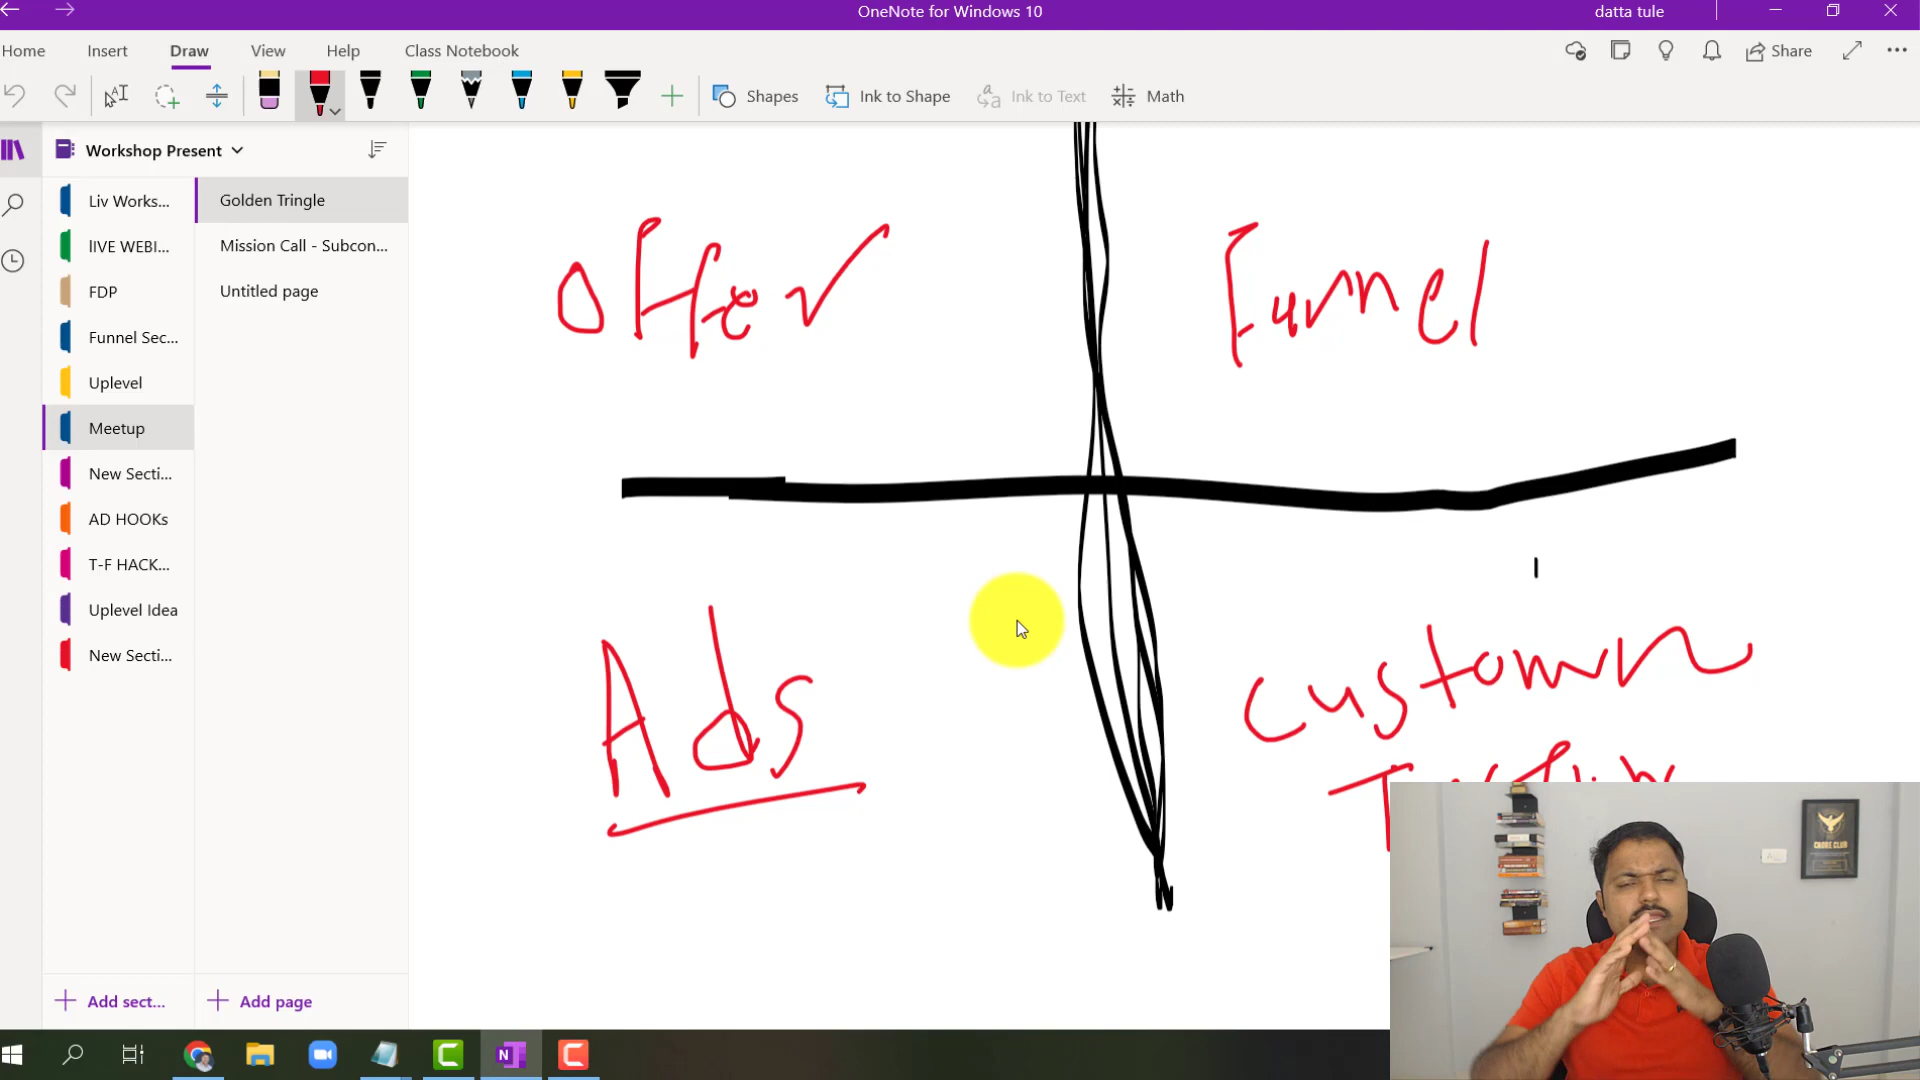 OneNote for Windows 10
datta tule
Home Insert Draw View Help Class Notebook
Share
Shapes Ink to Shape Ink to Text Math
Workshop Present
Liv Works...
lIVE WEBI...
FDP
Funnel Sec...
Uplevel
Meetup
New Secti...
AD HOOKs
T-F HACK...
Uplevel Idea
New Secti...
Add sect...
Golden Tringle
Mission Call - Subcon...
Untitled page
Add page
Offer
Funnel
Ads
Custom
CADRE CLUB